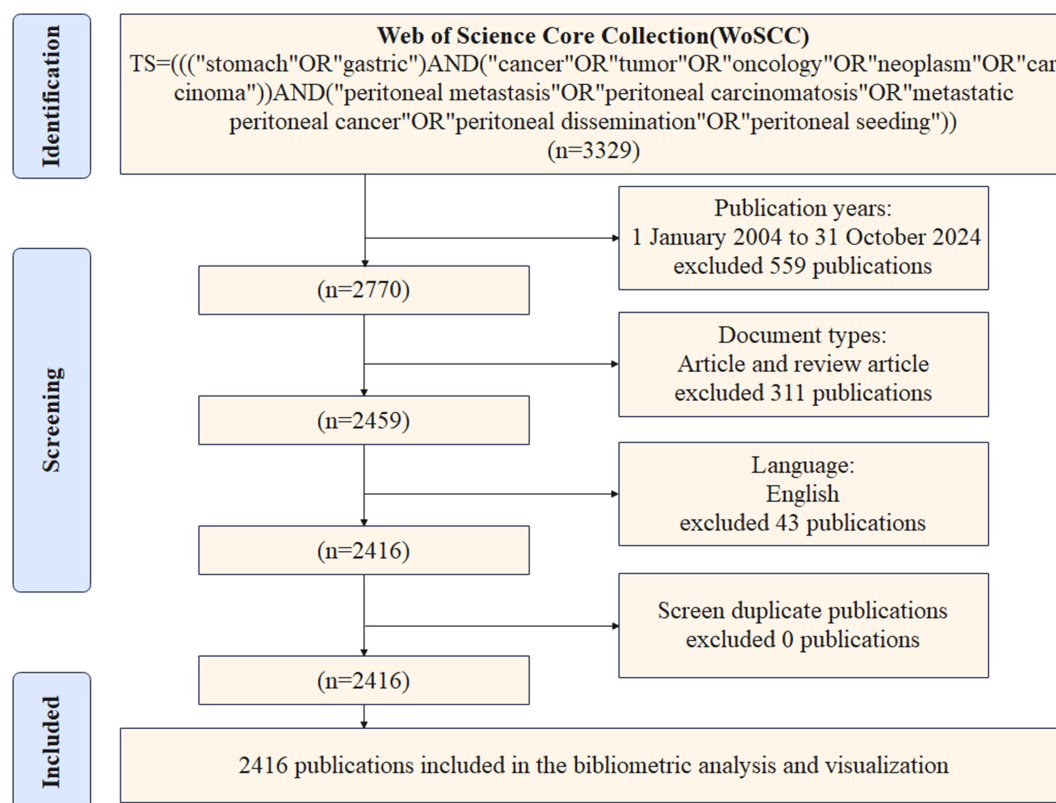 Identification
Web of Science Core Collection(WoSCC)
TS=((("stomach"OR"gastric")AND("cancer"OR"tumor"OR"oncology"OR"neoplasm"OR"car
cinoma"))AND("peritoneal metastasis"OR"peritoneal carcinomatosis"OR"metastatic
peritoneal cancer"OR"peritoneal dissemination"OR"peritoneal seeding"))
(n=3329)
Screening
Publication years:
1 January 2004 to 31 October 2024
excluded 559 publications
(n=2770)
Document types:
Article and review article
excluded 311 publications
(n=2459)
Language:
English
excluded 43 publications
(n=2416)
Screen duplicate publications
excluded 0 publications
(n=2416)
Included
2416 publications included in the bibliometric analysis and visualization